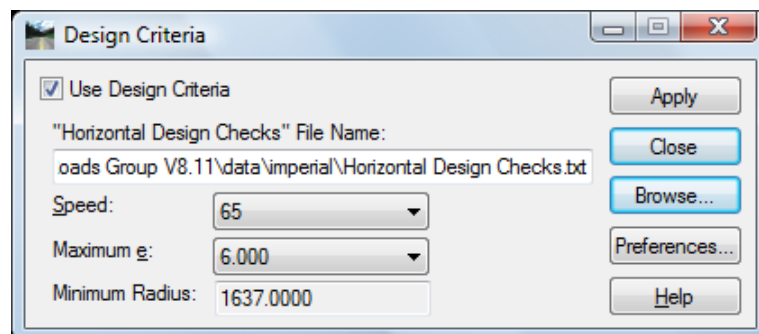 Design Criteria
Use Design Criteria
Apply
"Horizontal Design Checks" File Name:
Close
oads Group V8.11\data\imperial\Horizontal Design Checks.txt
Browse...
Speed:
65
Maximum e:
6.000
Preferences...
Minimum Radius:
1637.0000
Help